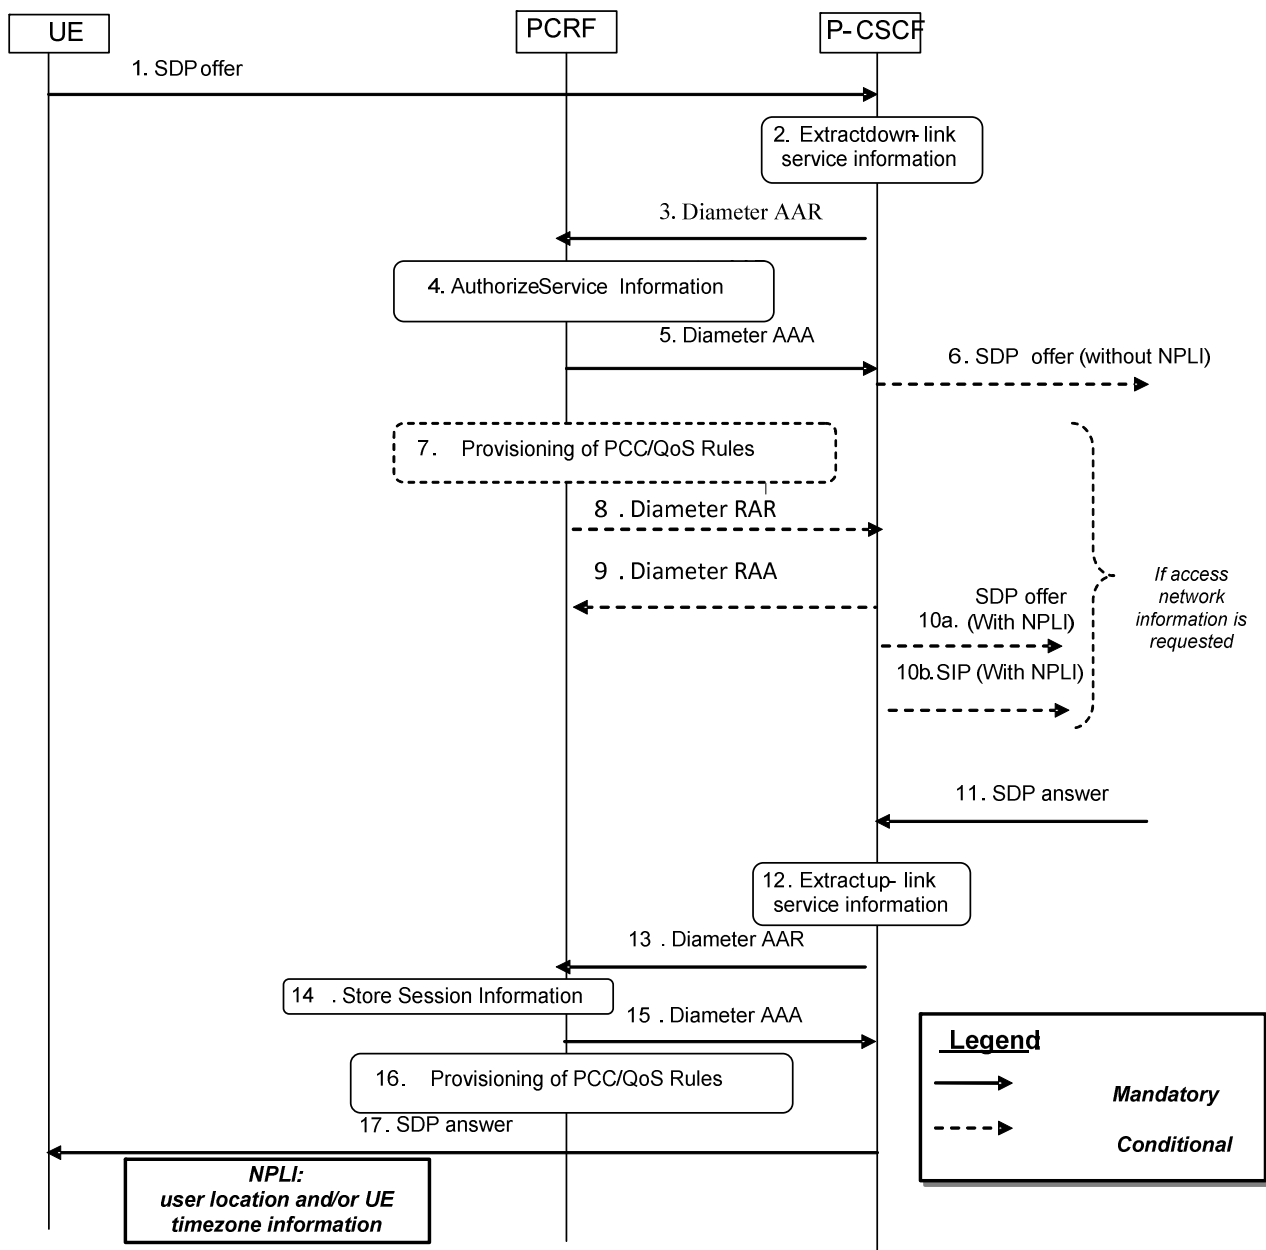 UE
PCRF
P-CSCF
1. SDP offer
2. Extractdown-link
service information
3. Diameter AAR
4. AuthorizeService Information
5. Diameter AAA
6. SDP offer (without NPLI)
7. Provisioning of PCC/QoS Rules
8 . Diameter RAR
9 . Diameter RAA
If access
network
information is
requested
SDP offer
10a. (With NPLI)
10b.SIP (With NPLI)
11. SDP answer
12. Extractup-link
service information
13 . Diameter AAR
14 . Store Session Information
15 . Diameter AAA
16. Provisioning of PCC/QoS Rules
17. SDP answer
NPLI:
user location and/or UE
timezone information
Legend:
Mandatory
Conditional